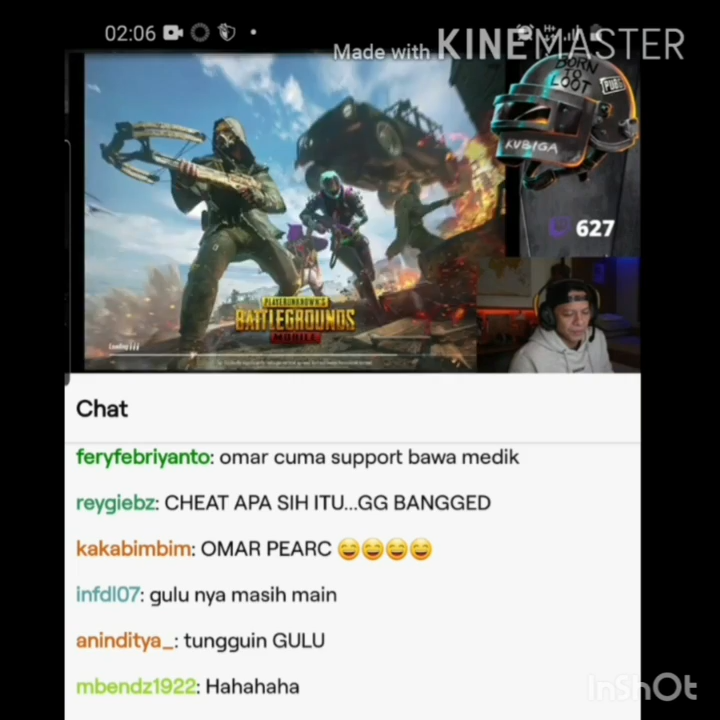 02:06
H+
Made with KINEMASTER
BORN
TO
LOOT
PUBG
KUBIGA
627
PLAYERUNKNOWN'S
BATTLEGROUNDS
MOBILE
Loading
Chat
feryfebriyanto: omar cuma support bawa medik
reygiebz: CHEAT APA SIH ITU...GG BANGGED
kakabimbim: OMAR PEARC 😄😄😄😄
infdl07: gulu nya masih main
aninditya_: tungguin GULU
mbendz1922: Hahahaha
InShOt